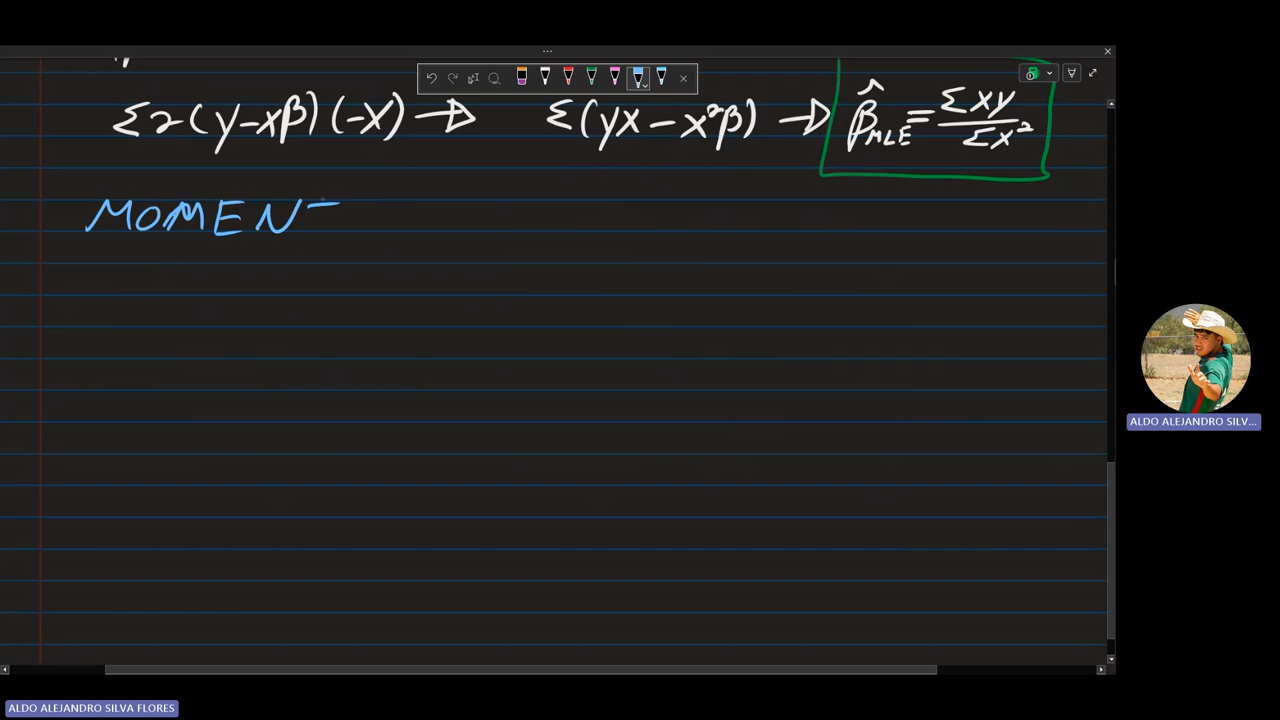 Σ2(y-xβ)(-x) → Σ(yx - x²β) → β̂MLE = Σxy / Σx²
MOMENT
ALDO ALEJANDRO SILV...
ALDO ALEJANDRO SILVA FLORES